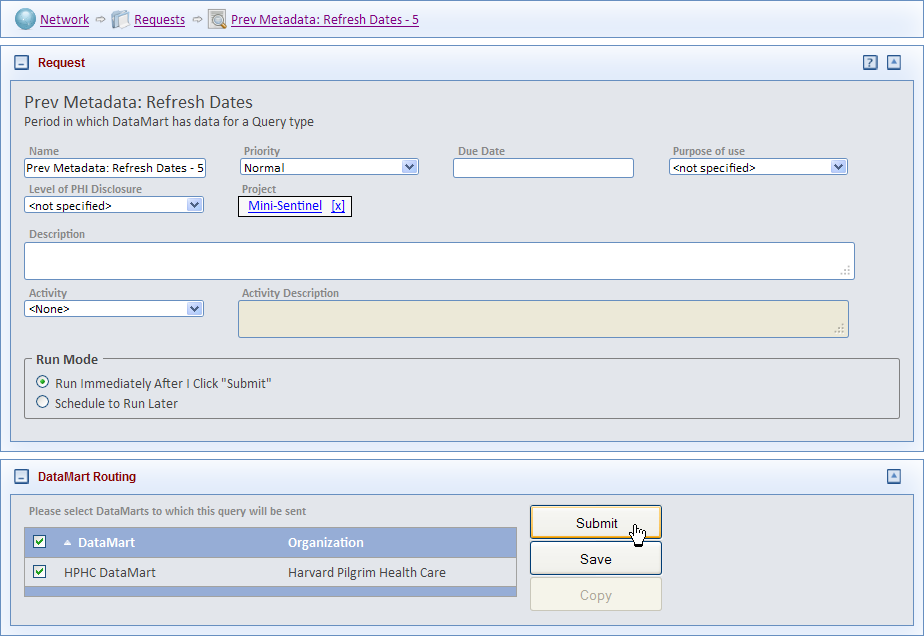 Network Requests Prev Metadata: Refresh Dates - 5
Request
?
Prev Metadata: Refresh Dates
Period in which DataMart has data for a Query type
Name Priority Due Date Purpose of use
Prev Metadata: Refresh Dates - 5 Normal <not specified>
Level of PHI Disclosure Project
<not specified> Mini-Sentinel [x]
Description
Activity Activity Description
<None>
Run Mode
Run Immediately After I Click "Submit"
Schedule to Run Later
DataMart Routing
Please select DataMarts to which this query will be sent
DataMart Organization
HPHC DataMart Harvard Pilgrim Health Care
Submit
Save
Copy